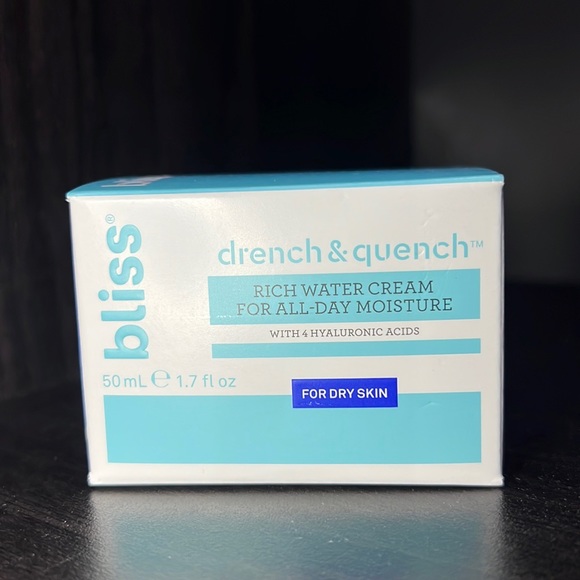 bliss®
drench & quench™
RICH WATER CREAM
FOR ALL-DAY MOISTURE
WITH 4 HYALURONIC ACIDS
50 mL ℮ 1.7 fl oz
FOR DRY SKIN